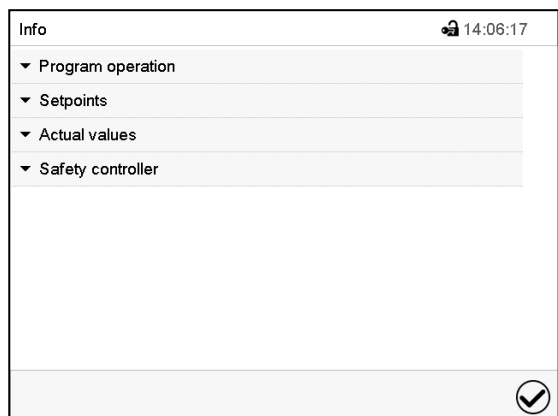 Info 14:06:17
Program operation
Setpoints
Actual values
Safety controller